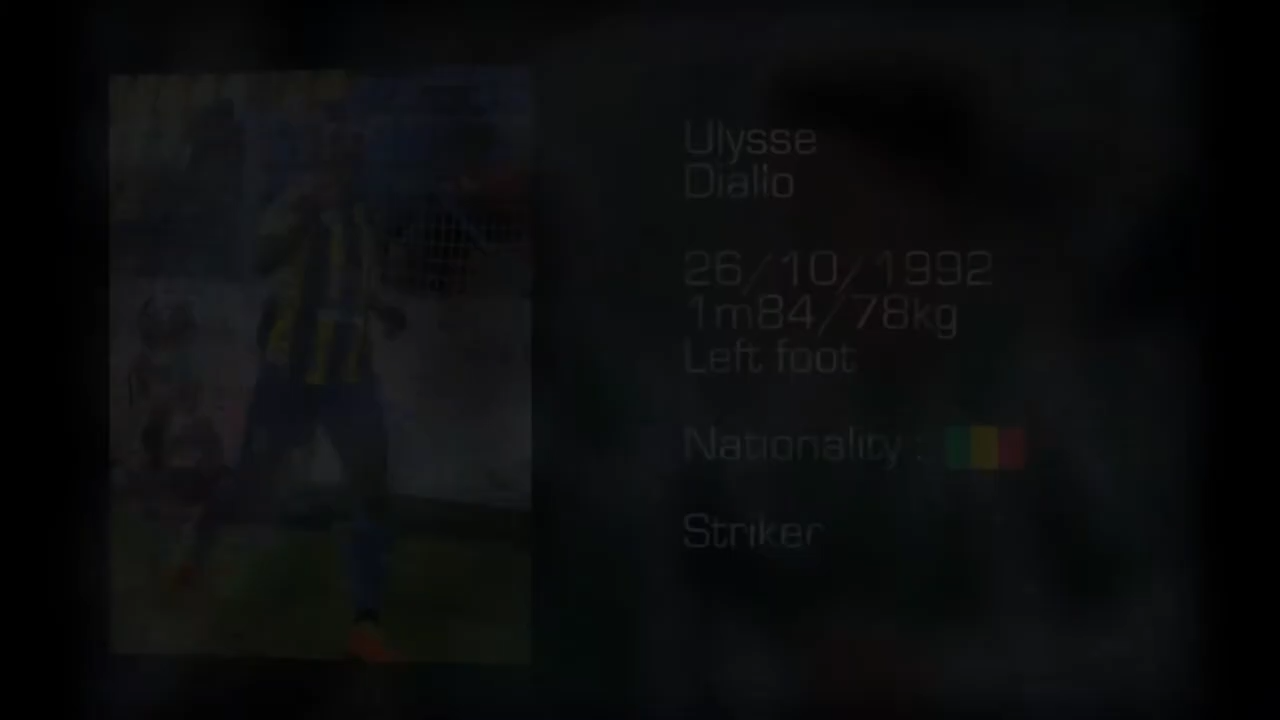 Ulysse
Diallo
26/10/1992
1m84/78kg
Left foot
Nationality :
Striker